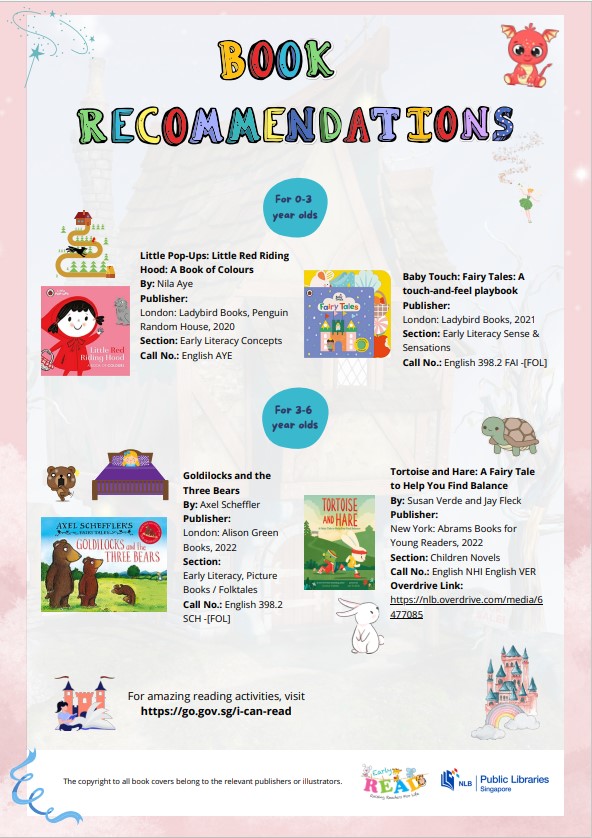 BOOK
RECOMMENDATIONS
For 0-3
year olds
Little Pop-Ups: Little Red Riding
Hood: A Book of Colours
By: Nila Aye
Publisher:
London: Ladybird Books, Penguin
Random House, 2020
Section: Early Literacy Concepts
Call No.: English AYE
Little Red
Riding Hood
Baby Touch: Fairy Tales: A
touch-and-feel playbook
Publisher:
London: Ladybird Books, 2021
Section: Early Literacy Sense &
Sensations
Call No.: English 398.2 FAI -[FOL]
Fairy Tales
For 3-6
year olds
Goldilocks and the
Three Bears
By: Axel Scheffler
Publisher:
London: Alison Green
Books, 2022
Section:
Early Literacy, Picture
Books / Folktales
Call No.: English 398.2
SCH -[FOL]
AXEL SCHEFFLER'S
GOLDILOCKS and the
THREE BEARS
Tortoise and Hare: A Fairy Tale
to Help You Find Balance
By: Susan Verde and Jay Fleck
Publisher:
New York: Abrams Books for
Young Readers, 2022
Section: Children Novels
Call No.: English NHI English VER
Overdrive Link:
https://nlb.overdrive.com/media/6
477085
TORTOISE
AND HARE
For amazing reading activities, visit
https://go.gov.sg/i-can-read
The copyright to all book covers belong to the relevant publishers or illustrators.
Early
READ
Raising Readers For Life
NLB
Public Libraries
Singapore